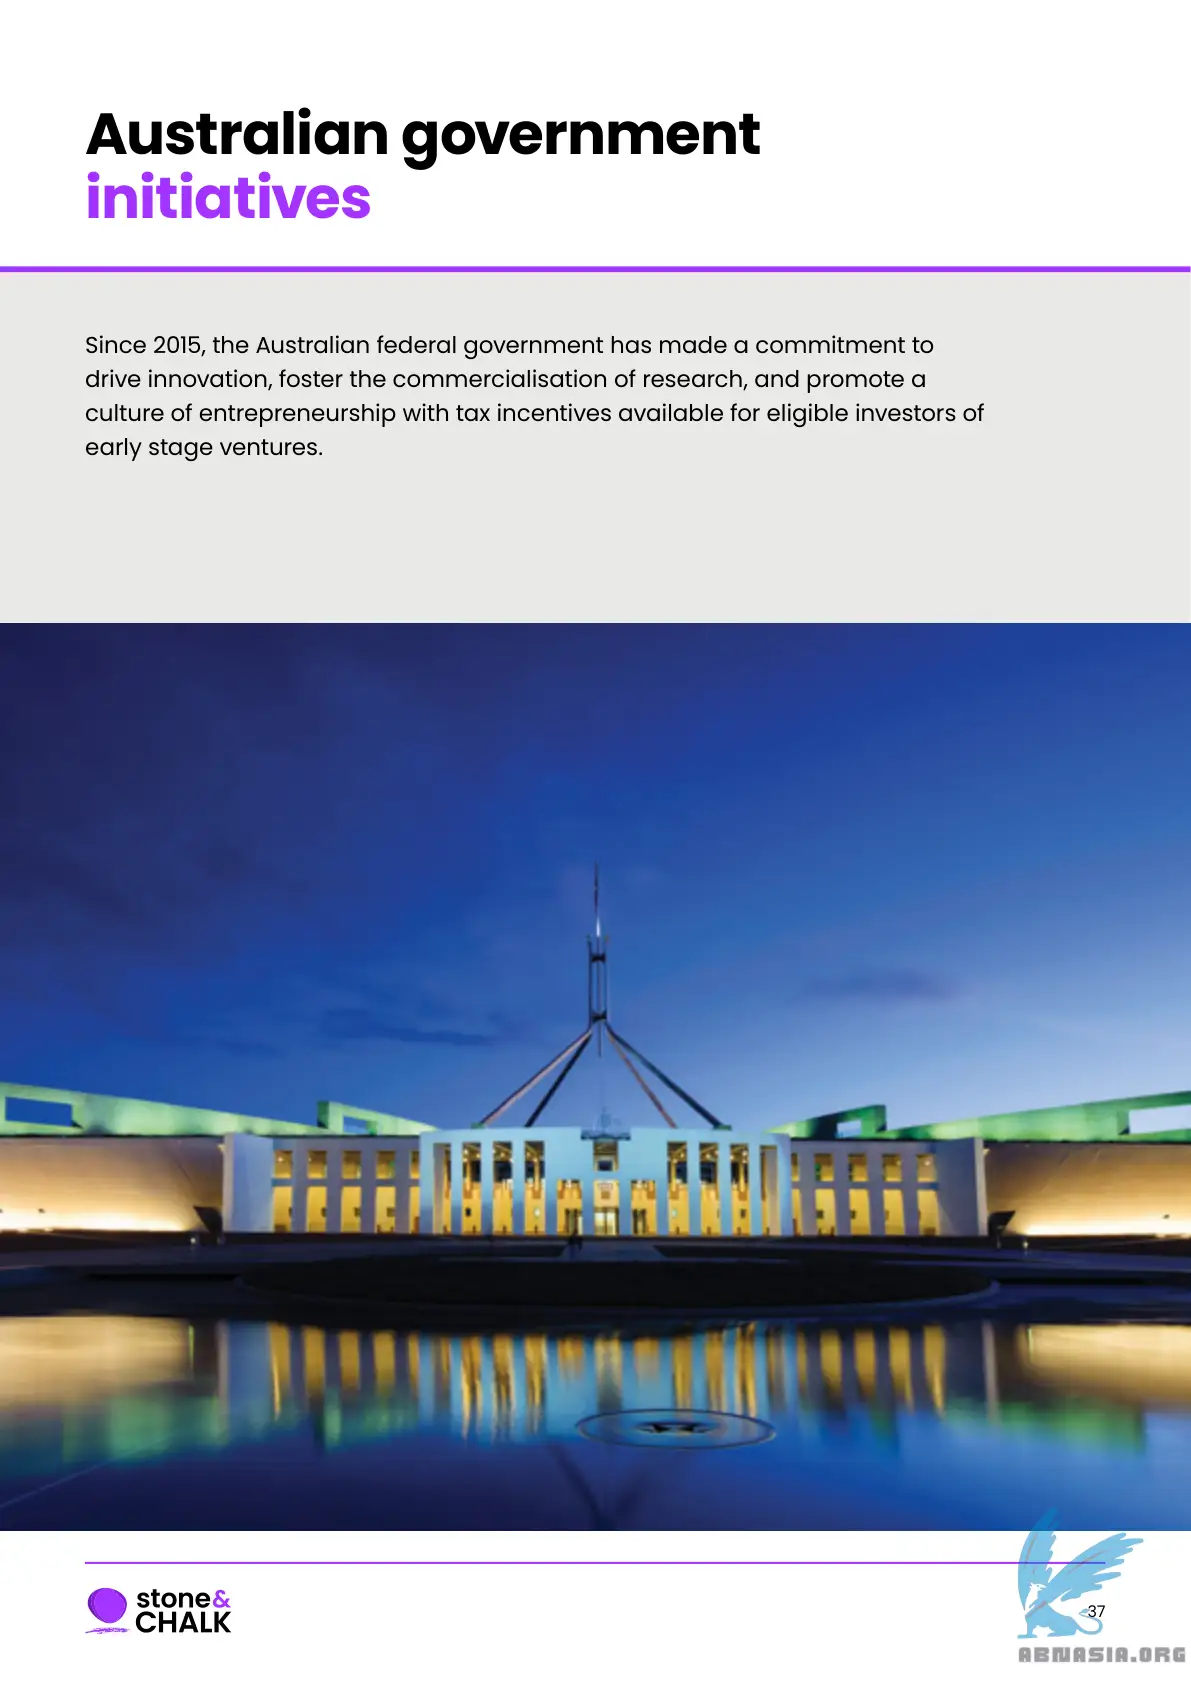 Australian government
initiatives
Since 2015, the Australian federal government has made a commitment to
drive innovation, foster the commercialisation of research, and promote a
culture of entrepreneurship with tax incentives available for eligible investors of
early stage ventures.
stone&
CHALK
37
ABNASIA.ORG